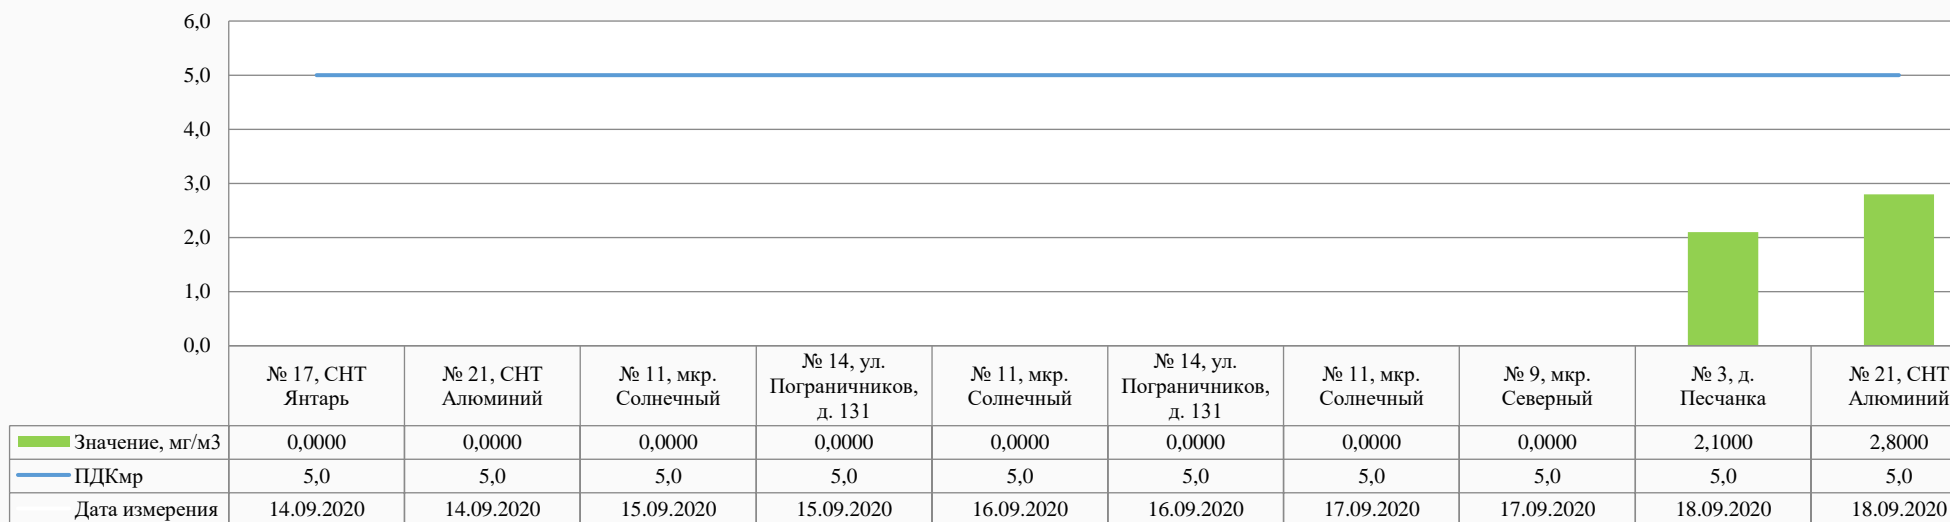 6,0
5,0
4,0
3,0
2,0
1,0
0,0
№ 17, СНТ
Янтарь
№ 21, СНТ
Алюминий
№ 11, мкр.
Солнечный
№ 14, ул.
Пограничников,
д. 131
№ 11, мкр.
Солнечный
№ 14, ул.
Пограничников,
д. 131
№ 11, мкр.
Солнечный
№ 9, мкр.
Северный
№ 3, д.
Песчанка
№ 21, СНТ
Алюминий
Значение, мг/м3 0,0000 0,0000 0,0000 0,0000 0,0000 0,0000 0,0000 0,0000 2,1000 2,8000
ПДКмр 5,0 5,0 5,0 5,0 5,0 5,0 5,0 5,0 5,0 5,0
Дата измерения 14.09.2020 14.09.2020 15.09.2020 15.09.2020 16.09.2020 16.09.2020 17.09.2020 17.09.2020 18.09.2020 18.09.2020